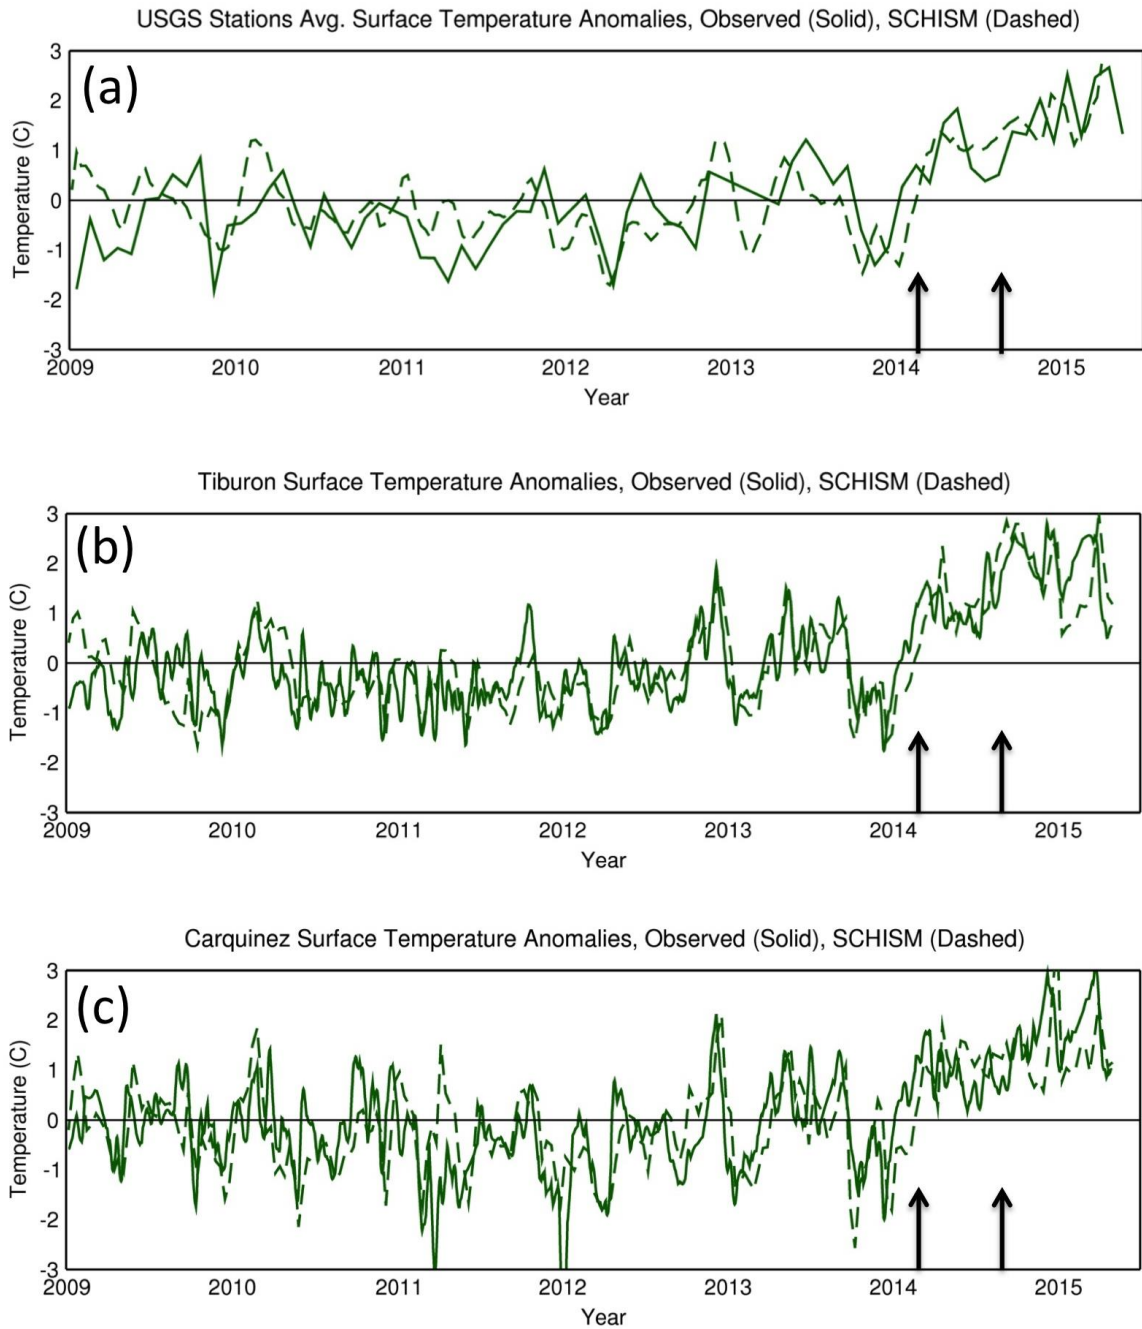 USGS Stations Avg. Surface Temperature Anomalies, Observed (Solid), SCHISM (Dashed)
(a)
Temperature (C)
3
2
1
0
-1
-2
-3
2009 2010 2011 2012 2013 2014 2015
Year
Tiburon Surface Temperature Anomalies, Observed (Solid), SCHISM (Dashed)
(b)
Temperature (C)
3
2
1
0
-1
-2
-3
2009 2010 2011 2012 2013 2014 2015
Year
Carquinez Surface Temperature Anomalies, Observed (Solid), SCHISM (Dashed)
(c)
Temperature (C)
3
2
1
0
-1
-2
-3
2009 2010 2011 2012 2013 2014 2015
Year